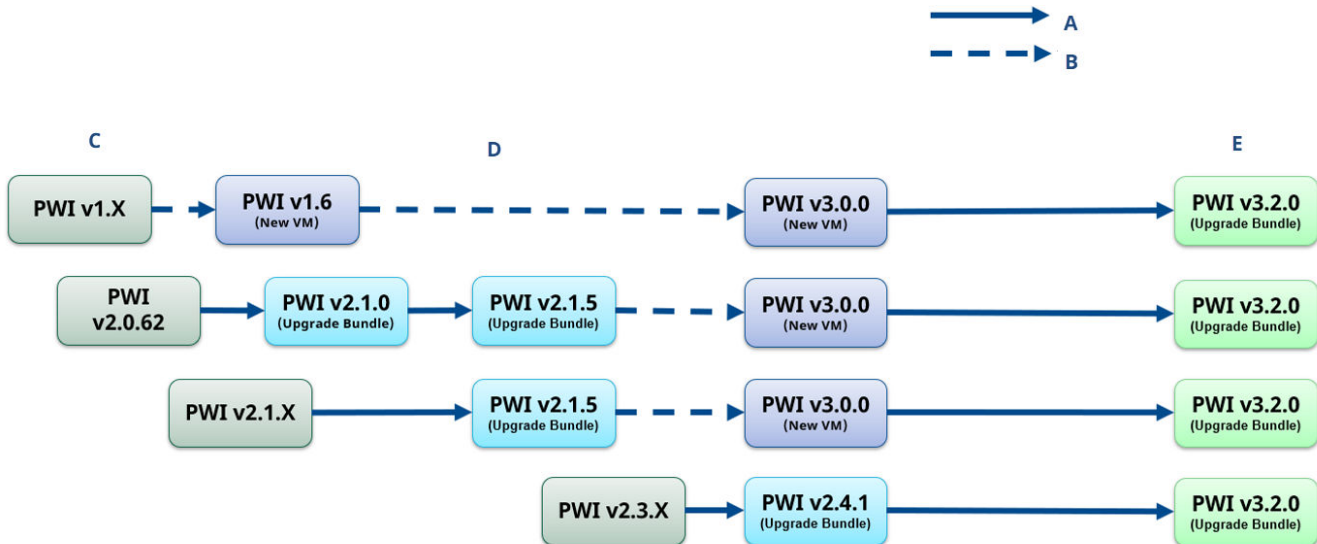 A
B
C
D
E
PWI v1.X
PWI v1.6
(New VM)
PWI v3.0.0
(New VM)
PWI v3.2.0
(Upgrade Bundle)
PWI
v2.0.62
PWI v2.1.0
(Upgrade Bundle)
PWI v2.1.5
(Upgrade Bundle)
PWI v3.0.0
(New VM)
PWI v3.2.0
(Upgrade Bundle)
PWI v2.1.X
PWI v2.1.5
(Upgrade Bundle)
PWI v3.0.0
(New VM)
PWI v3.2.0
(Upgrade Bundle)
PWI v2.3.X
PWI v2.4.1
(Upgrade Bundle)
PWI v3.2.0
(Upgrade Bundle)